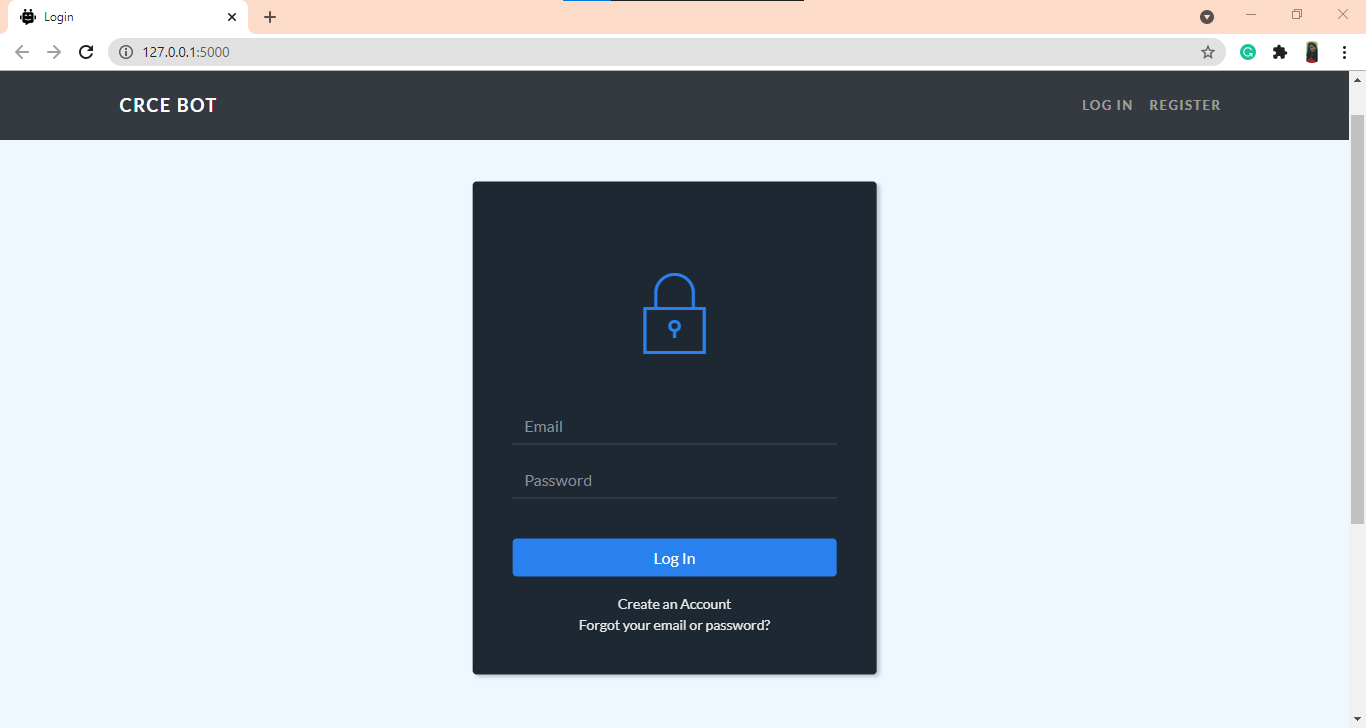 Login
127.0.0.1:5000
CRCE BOT
LOG IN REGISTER
Email
Password
Log In
Create an Account
Forgot your email or password?